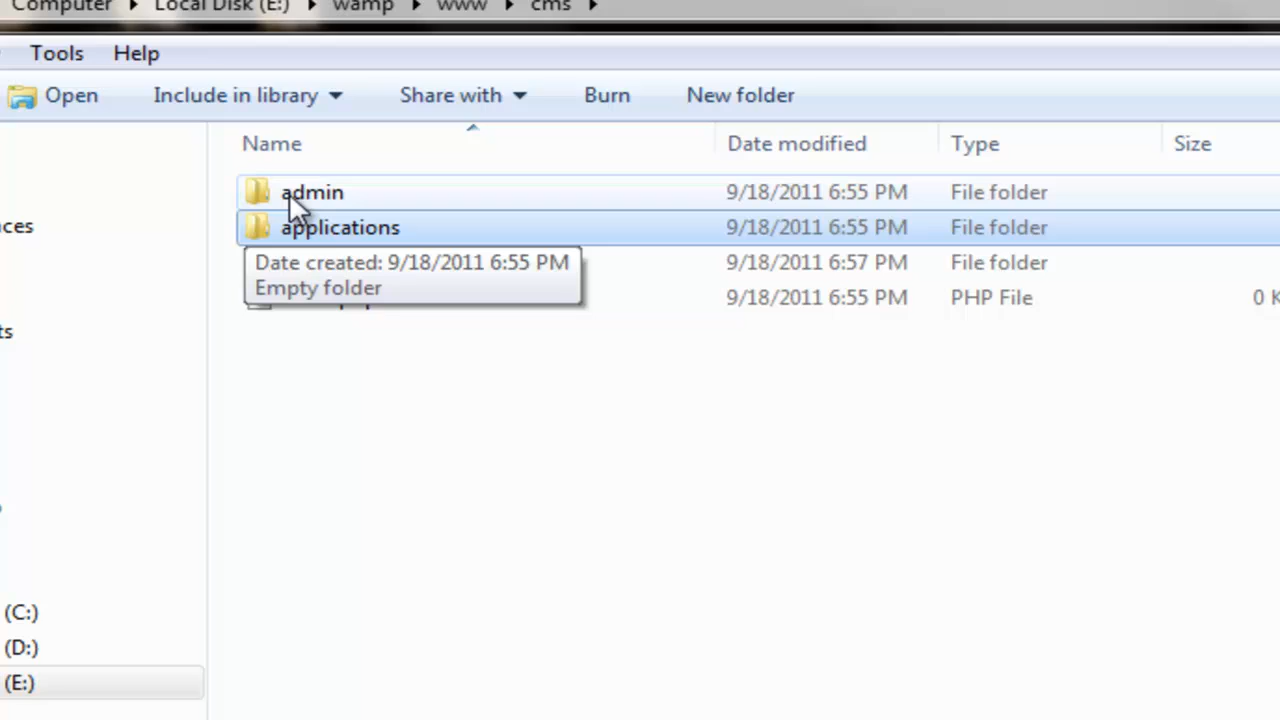 Computer Local Disk (E:) wamp www cms
Tools Help
Open Include in library Share with Burn New folder
Name Date modified Type Size
admin 9/18/2011 6:55 PM File folder
applications 9/18/2011 6:55 PM File folder
Date created: 9/18/2011 6:55 PM 9/18/2011 6:57 PM File folder
Empty folder
9/18/2011 6:55 PM PHP File 0 K
(C:)
(D:)
(E:)